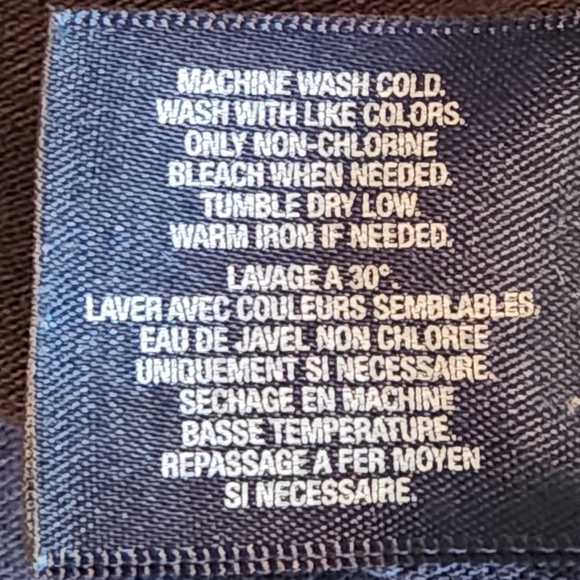 MACHINE WASH COLD.
WASH WITH LIKE COLORS.
ONLY NON-CHLORINE
BLEACH WHEN NEEDED.
TUMBLE DRY LOW.
WARM IRON IF NEEDED.
LAVAGE A 30°.
LAVER AVEC COULEURS SEMBLABLES.
EAU DE JAVEL NON CHLOREE
UNIQUEMENT SI NECESSAIRE.
SECHAGE EN MACHINE
BASSE TEMPERATURE.
REPASSAGE A FER MOYEN
SI NECESSAIRE.